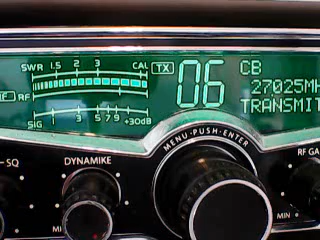 SWR 1.5 2 3 CAL TX 06 CB
RF 27025MH
TRANSMIT
SIG 1 3 5 7 9 +30dB
SQ DYNAMIKE MENU·PUSH·ENTER RF GA
MIN MIN